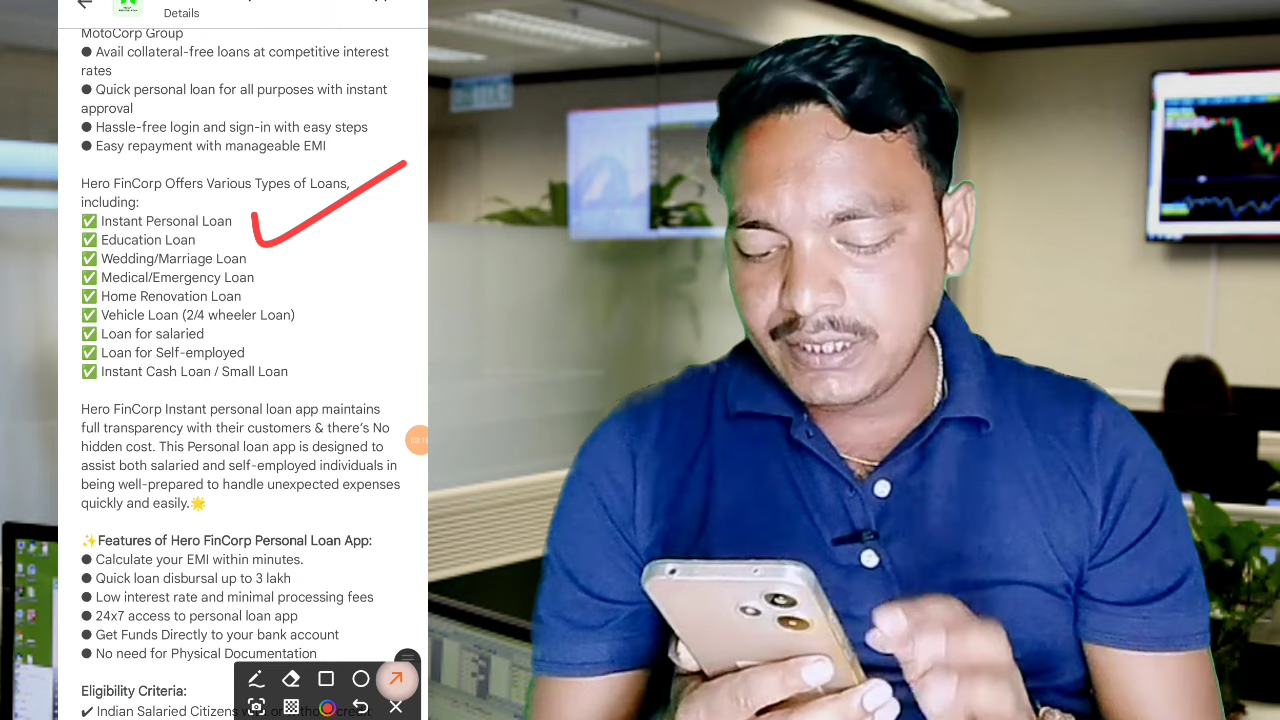 Details
MotoCorp Group
● Avail collateral-free loans at competitive interest
rates
● Quick personal loan for all purposes with instant
approval
● Hassle-free login and sign-in with easy steps
● Easy repayment with manageable EMI
Hero FinCorp Offers Various Types of Loans,
including:
✅ Instant Personal Loan
✅ Education Loan
✅ Wedding/Marriage Loan
✅ Medical/Emergency Loan
✅ Home Renovation Loan
✅ Vehicle Loan (2/4 wheeler Loan)
✅ Loan for salaried
✅ Loan for Self-employed
✅ Instant Cash Loan / Small Loan
Hero FinCorp Instant personal loan app maintains
full transparency with their customers & there's No
hidden cost. This Personal loan app is designed to
assist both salaried and self-employed individuals in
being well-prepared to handle unexpected expenses
quickly and easily.🌟
✨Features of Hero FinCorp Personal Loan App:
● Calculate your EMI within minutes.
● Quick loan disbursal up to 3 lakh
● Low interest rate and minimal processing fees
● 24x7 access to personal loan app
● Get Funds Directly to your bank account
● No need for Physical Documentation
Eligibility Criteria:
✔ Indian Salaried Citizens